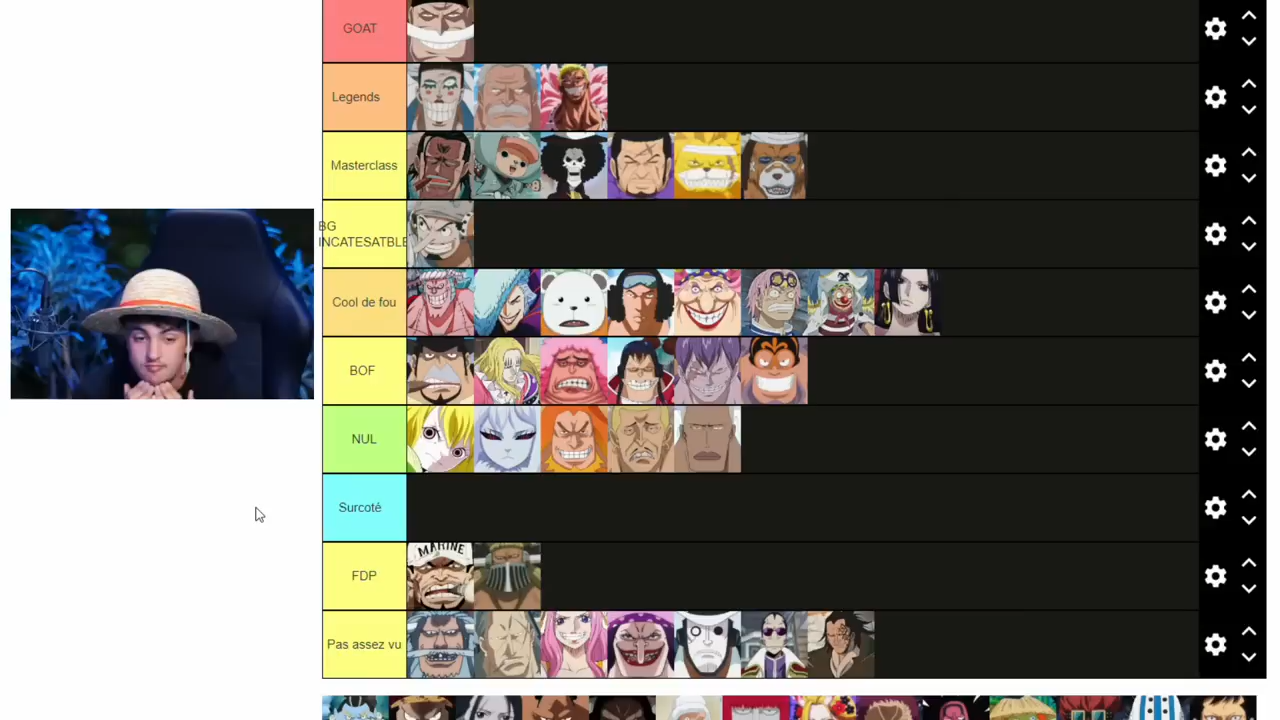 GOAT
Legends
Masterclass
BG
INCATESATBLE
Cool de fou
BOF
NUL
Surcoté
FDP
MARINE
Pas assez vu